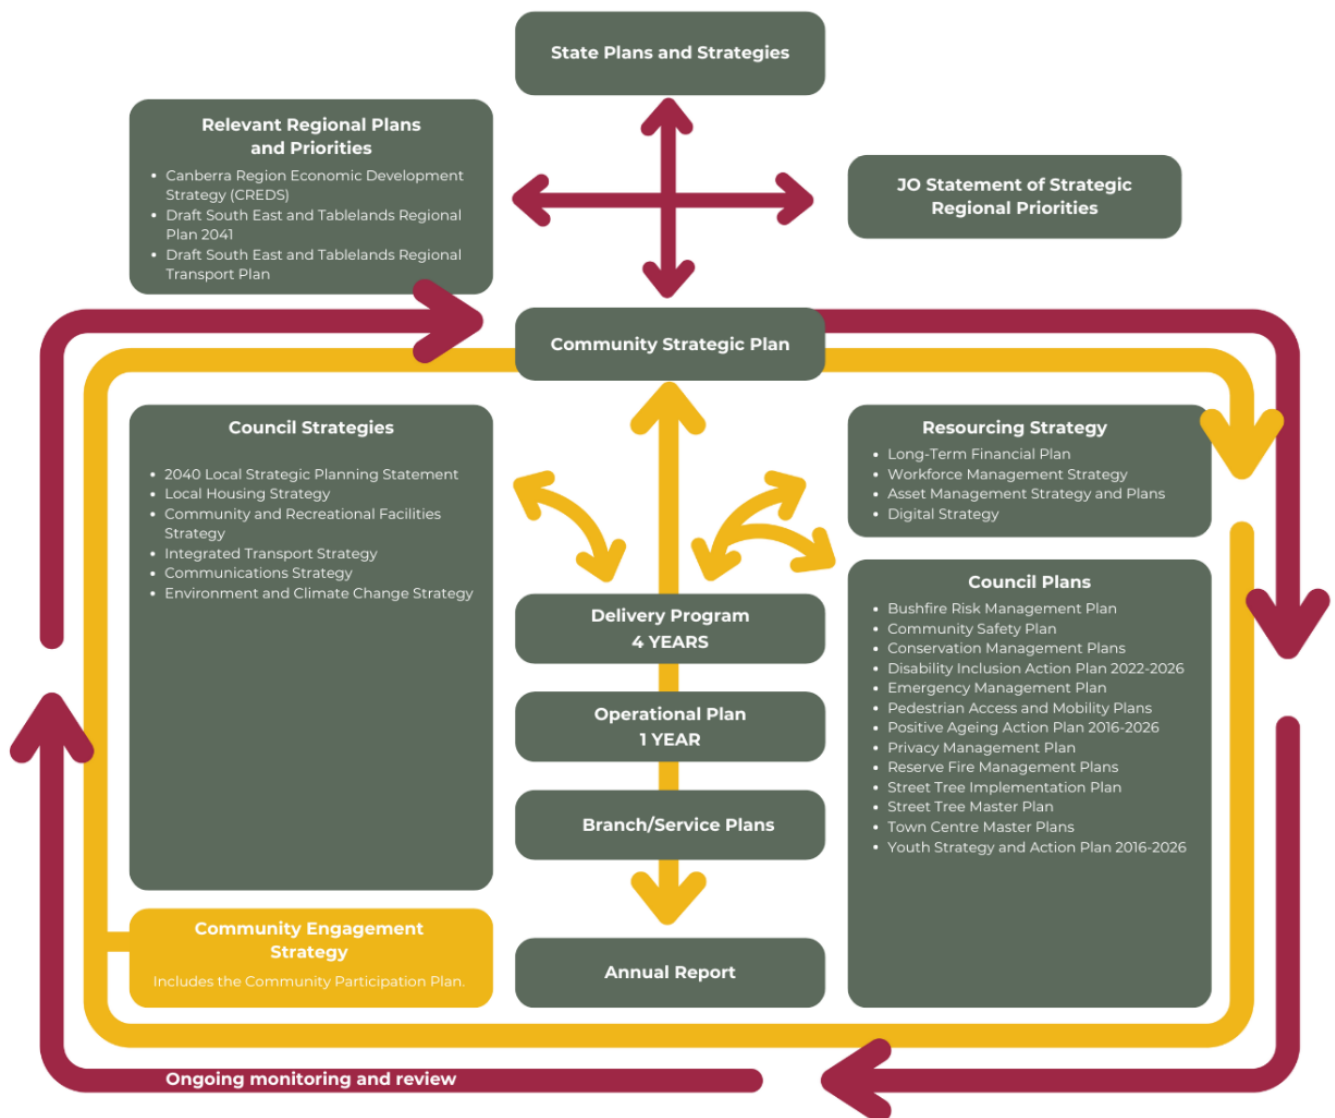 State Plans and Strategies
Relevant Regional Plans
and Priorities
• Canberra Region Economic Development
Strategy (CREDS)
• Draft South East and Tablelands Regional
Plan 2041
• Draft South East and Tablelands Regional
Transport Plan
JO Statement of Strategic
Regional Priorities
Community Strategic Plan
Council Strategies
• 2040 Local Strategic Planning Statement
• Local Housing Strategy
• Community and Recreational Facilities
Strategy
• Integrated Transport Strategy
• Communications Strategy
• Environment and Climate Change Strategy
Resourcing Strategy
• Long-Term Financial Plan
• Workforce Management Strategy
• Asset Management Strategy and Plans
• Digital Strategy
Delivery Program
4 YEARS
Operational Plan
1 YEAR
Branch/Service Plans
Annual Report
Council Plans
• Bushfire Risk Management Plan
• Community Safety Plan
• Conservation Management Plans
• Disability Inclusion Action Plan 2022-2026
• Emergency Management Plan
• Pedestrian Access and Mobility Plans
• Positive Ageing Action Plan 2016-2026
• Privacy Management Plan
• Reserve Fire Management Plans
• Street Tree Implementation Plan
• Street Tree Master Plan
• Town Centre Master Plans
• Youth Strategy and Action Plan 2016-2026
Community Engagement
Strategy
Includes the Community Participation Plan.
Ongoing monitoring and review